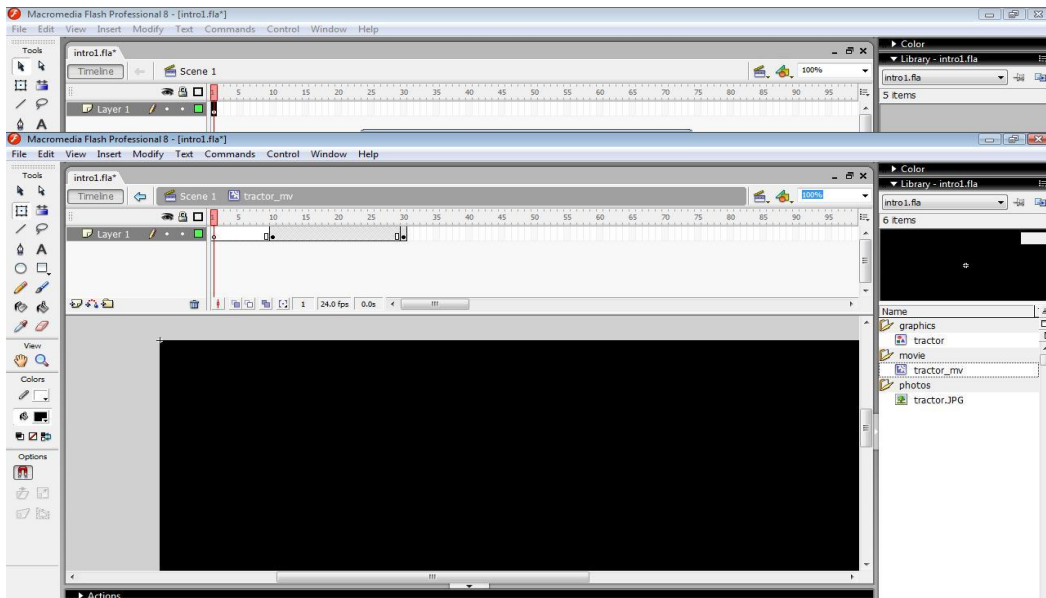 Macromedia Flash Professional 8 - [intro1.fla*]
File Edit View Insert Modify Text Commands Control Window Help
Tools
intro1.fla*
Color
Library - intro1.fla
Timeline
Scene 1
100%
intro1.fla
1 5 10 15 20 25 30 35 40 45 50 55 60 65 70 75 80 85 90 95
5 items
Layer 1
Macromedia Flash Professional 8 - [intro1.fla*]
File Edit View Insert Modify Text Commands Control Window Help
Tools
intro1.fla*
Color
Library - intro1.fla
Timeline
Scene 1 tractor_mv
100%
intro1.fla
1 5 10 15 20 25 30 35 40 45 50 55 60 65 70 75 80 85 90 95
6 items
Layer 1
1 24.0 fps 0.0s
Name
graphics
tractor
movie
tractor_mv
photos
tractor.JPG
View
Colors
Options
Actions